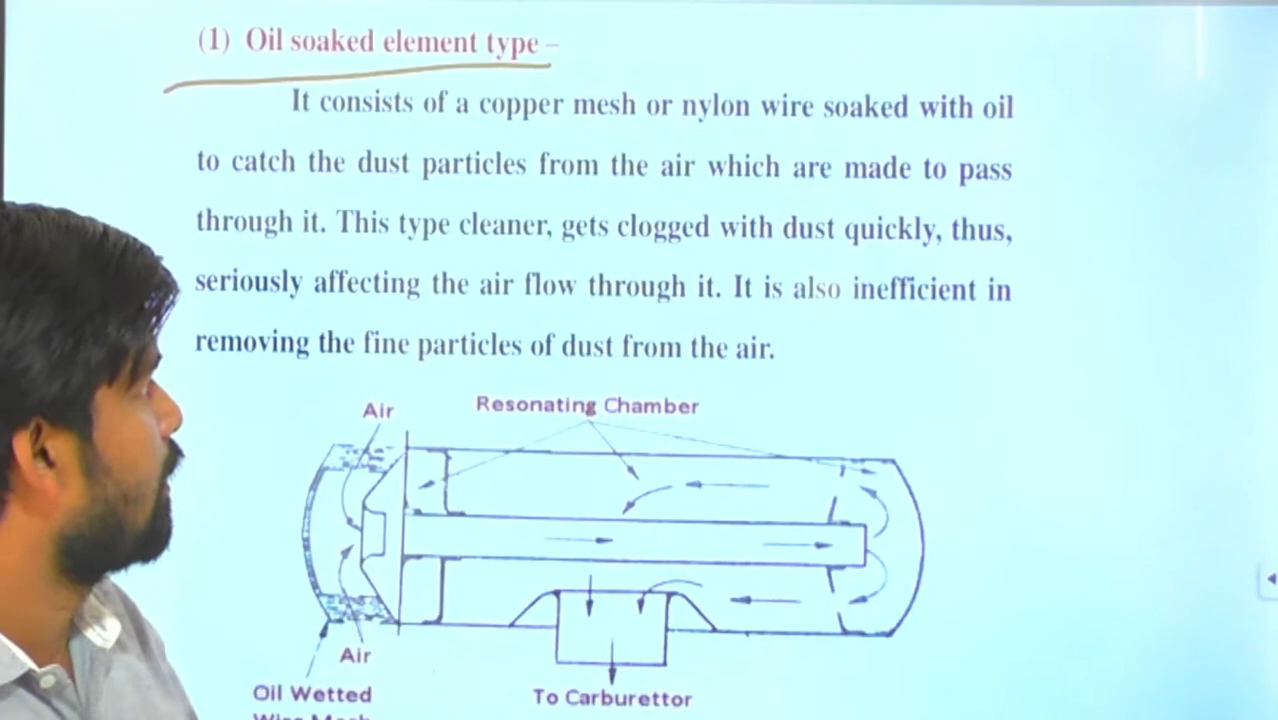 (1) Oil soaked element type –
It consists of a copper mesh or nylon wire soaked with oil
to catch the dust particles from the air which are made to pass
through it. This type cleaner, gets clogged with dust quickly, thus,
seriously affecting the air flow through it. It is also inefficient in
removing the fine particles of dust from the air.
Air
Resonating Chamber
Air
Oil Wetted
Wire Mesh
To Carburettor